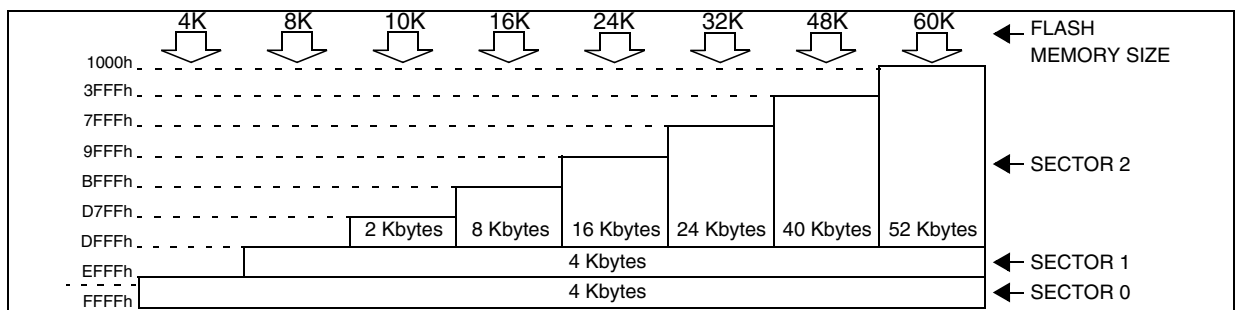 4K 8K 10K 16K 24K 32K 48K 60K
FLASH
MEMORY SIZE
1000h
3FFFh
7FFFh
9FFFh
SECTOR 2
BFFFh
D7FFh
2 Kbytes 8 Kbytes 16 Kbytes 24 Kbytes 40 Kbytes 52 Kbytes
DFFFh
4 Kbytes
SECTOR 1
EFFFh
4 Kbytes
SECTOR 0
FFFFh